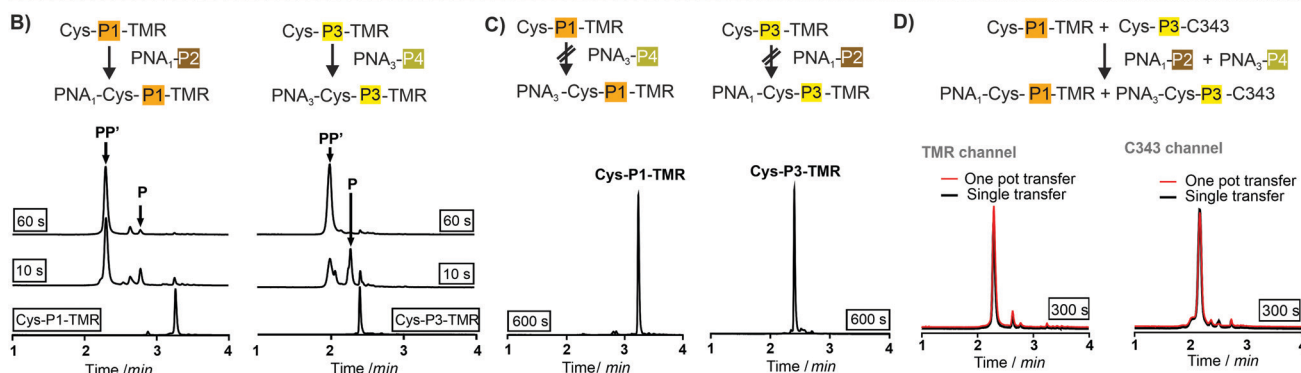 B)
Cys-P1-TMR
PNA₁-P2
PNA₁-Cys-P1-TMR
Cys-P3-TMR
PNA₃-P4
PNA₃-Cys-P3-TMR
PP'
P
60 s
10 s
Cys-P1-TMR
1 2 3 4
Time / min
PP'
P
60 s
10 s
Cys-P3-TMR
1 2 3 4
Time / min
C)
Cys-P1-TMR
PNA₃-P4
PNA₃-Cys-P1-TMR
Cys-P3-TMR
PNA₁-P2
PNA₁-Cys-P3-TMR
Cys-P1-TMR
600 s
1 2 3 4
Time / min
Cys-P3-TMR
600 s
1 2 3 4
Time / min
D)
Cys-P1-TMR + Cys-P3-C343
PNA₁-P2 + PNA₃-P4
PNA₁-Cys-P1-TMR + PNA₃-Cys-P3-C343
TMR channel
One pot transfer
Single transfer
300 s
1 2 3 4
Time / min
C343 channel
One pot transfer
Single transfer
300 s
1 2 3 4
Time / min